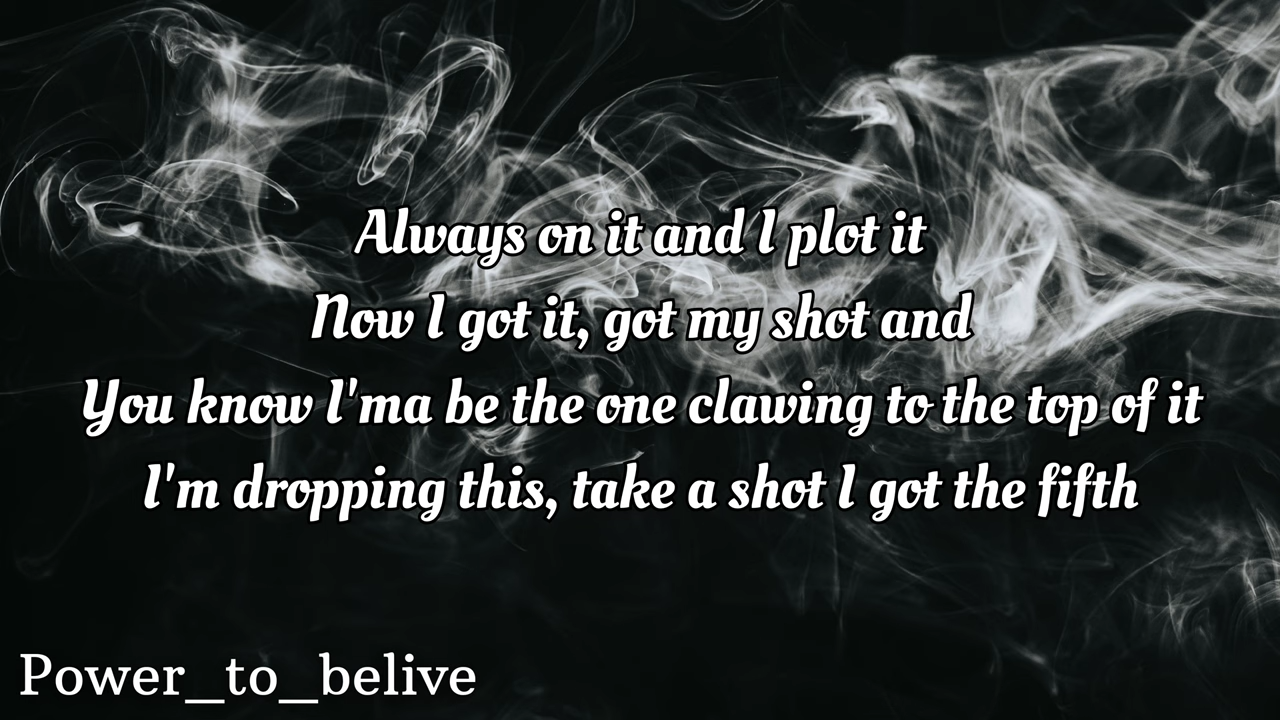 Always on it and I plot it
Now I got it, got my shot and
You know I'ma be the one clawing to the top of it
I'm dropping this, take a shot I got the fifth
Power_to_belive